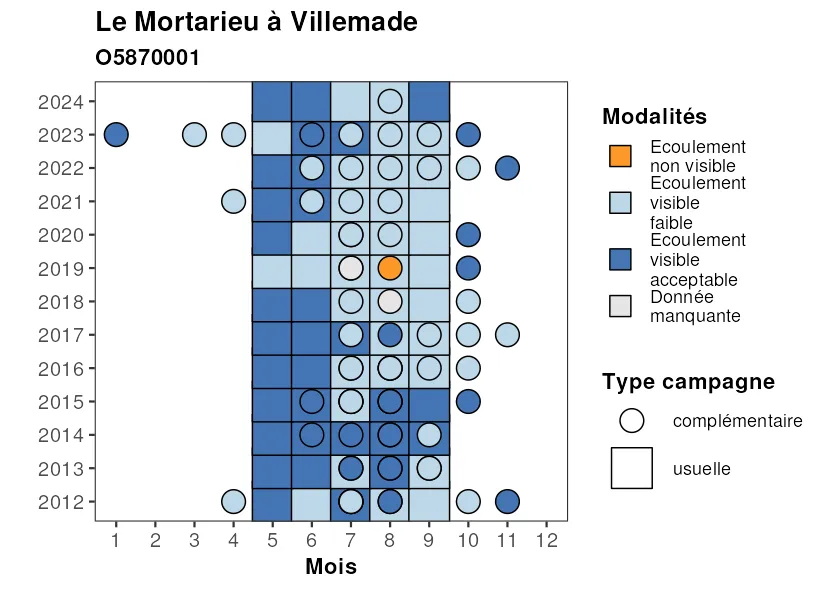 Le Mortarieu à Villemade
O5870001
2024
2023
2022
2021
2020
2019
2018
2017
2016
2015
2014
2013
2012
1 2 3 4 5 6 7 8 9 10 11 12
Mois
Modalités
Ecoulement
non visible
Ecoulement
visible
faible
Ecoulement
visible
acceptable
Donnée
manquante
Type campagne
complémentaire
usuelle